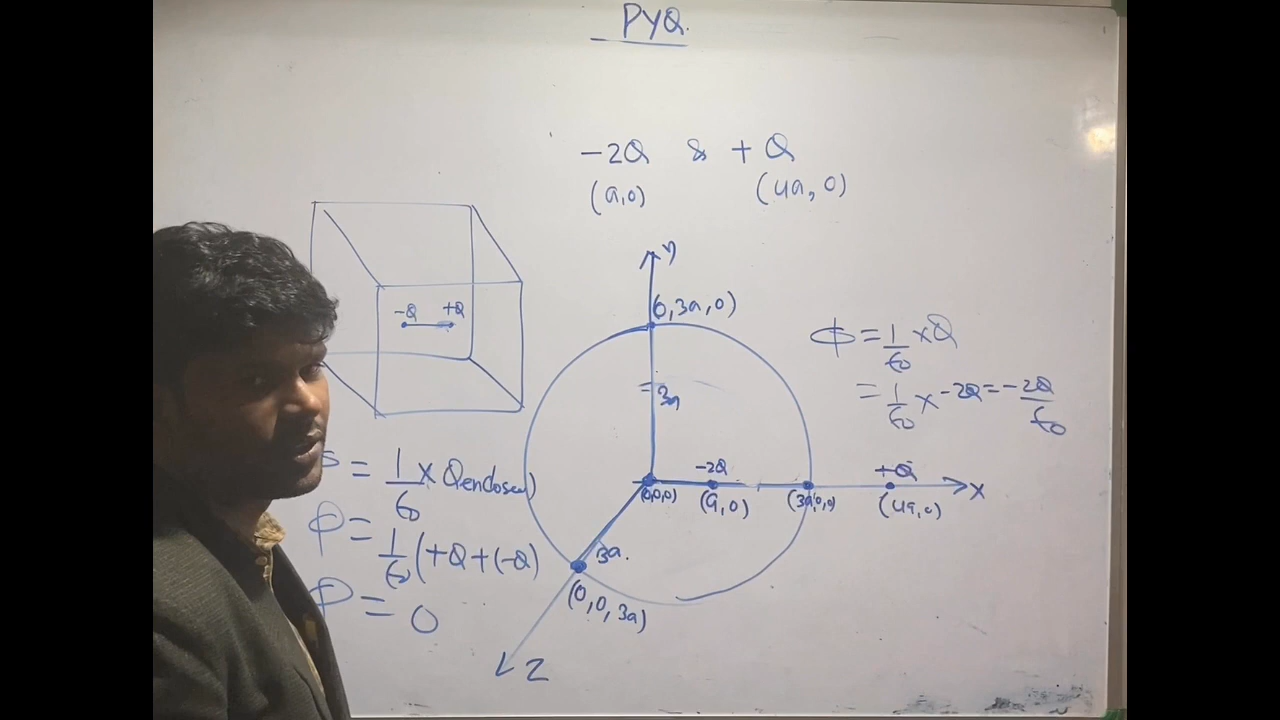 PYQ.
-2Q & +Q
(a,0) (4a,0)
-Q +Q
ϕ = 1/ϵ0 × Qenclosed)
ϕ = 1/ϵ0 (+Q+(-Q)
ϕ = 0
y
(0,3a,0)
3a
-2Q +Q
(0,0,0) (a,0) (3a,0,0) (4a,0) x
3a.
(0,0,3a)
Z
ϕ = 1/ϵ0 × Q
= 1/ϵ0 × -2Q = -2Q/ϵ0